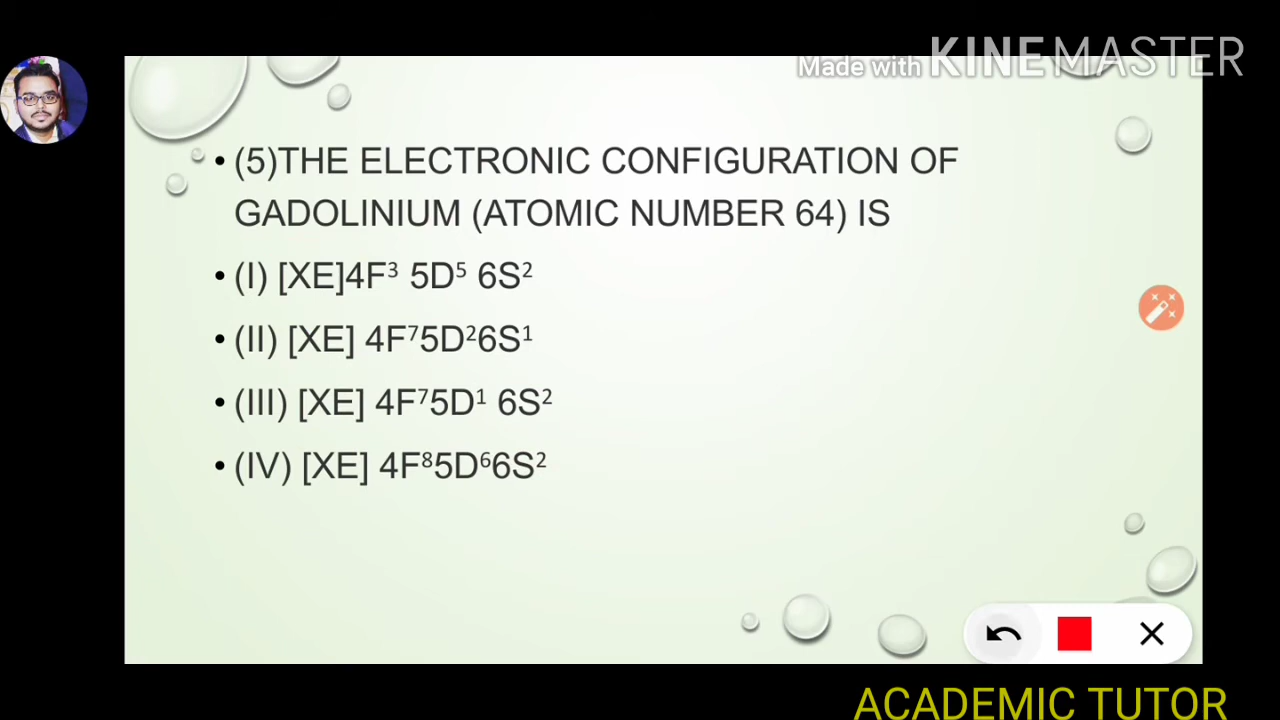 Made with KINEMASTER
• (5)THE ELECTRONIC CONFIGURATION OF
GADOLINIUM (ATOMIC NUMBER 64) IS
• (I) [XE]4F³ 5D⁵ 6S²
• (II) [XE] 4F⁷5D²6S¹
• (III) [XE] 4F⁷5D¹ 6S²
• (IV) [XE] 4F⁸5D⁶6S²
ACADEMIC TUTOR